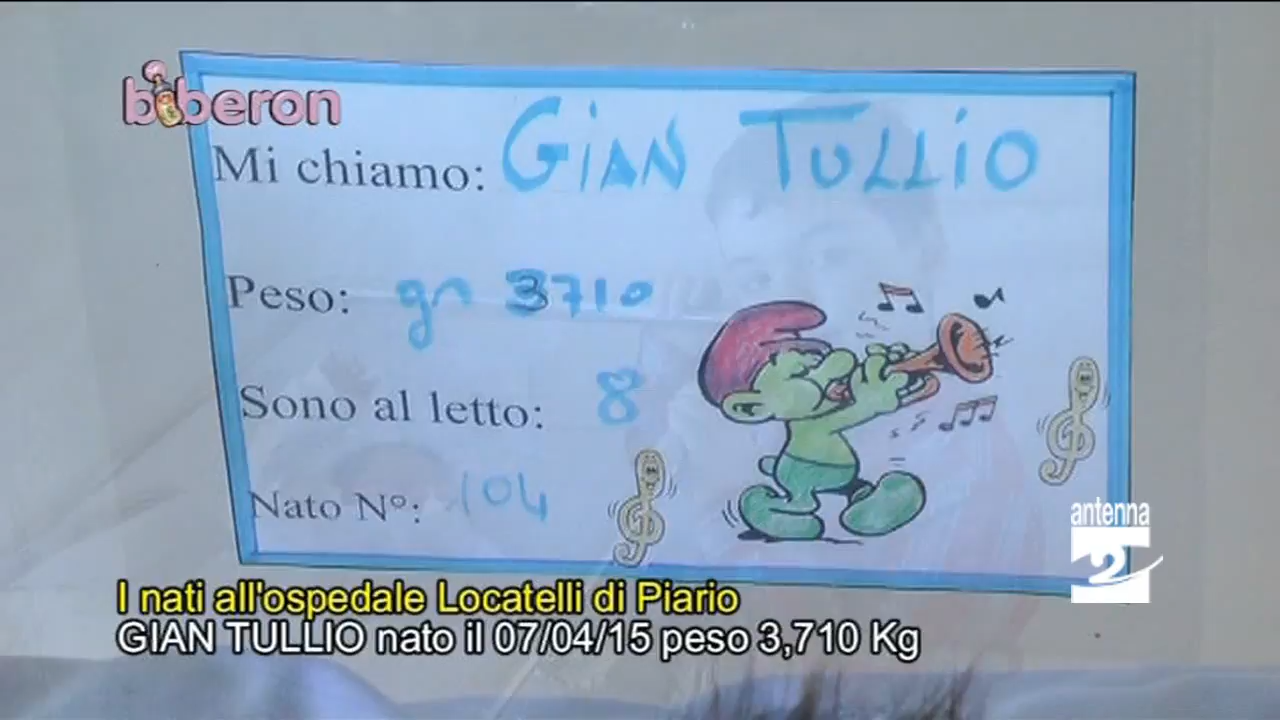 biberon
Mi chiamo: GiAN TULLiO
Peso: gr 3710
Sono al letto: 8
Nato N°: 104
antenna
2
I nati all'ospedale Locatelli di Piario
GIAN TULLIO nato il 07/04/15 peso 3,710 Kg